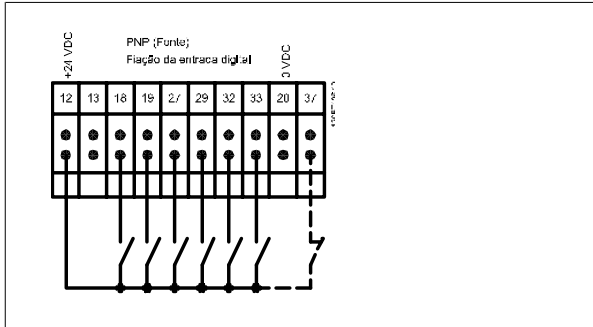 PNP (Fonte)
Fiação da entrada digital
+24 VDC
0 VDC
12 13 18 19 27 29 32 33 20 37